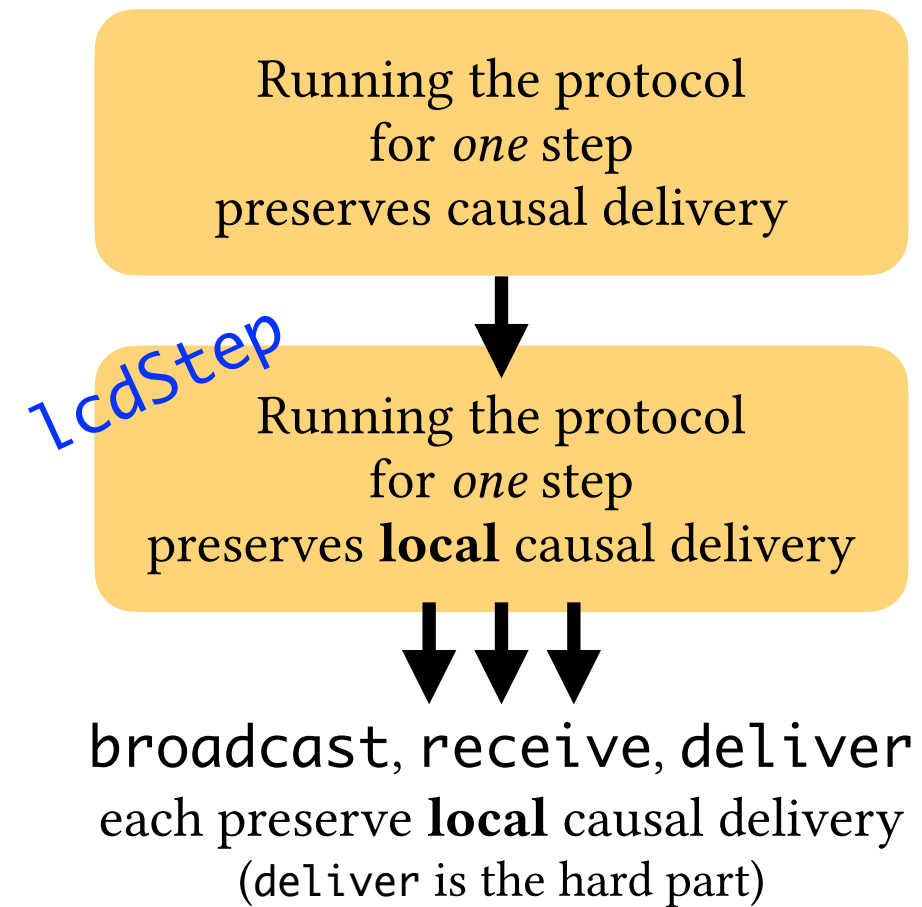 Running the protocol
for one step
preserves causal delivery
lcdStep
Running the protocol
for one step
preserves local causal delivery
broadcast, receive, deliver
each preserve local causal delivery
(deliver is the hard part)